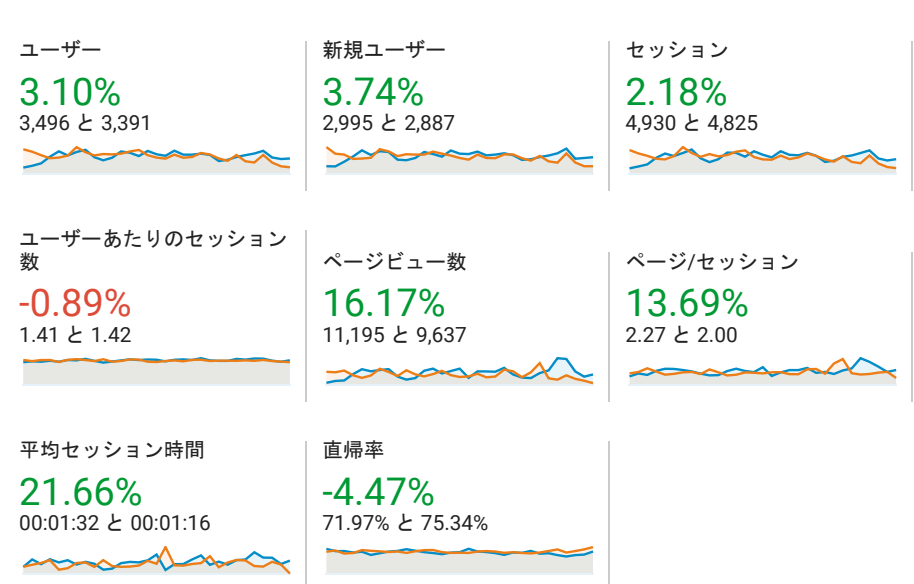 ユーザー
3.10%
3,496 と 3,391
新規ユーザー
3.74%
2,995 と 2,887
セッション
2.18%
4,930 と 4,825
ユーザーあたりのセッション
数
-0.89%
1.41 と 1.42
ページビュー数
16.17%
11,195 と 9,637
ページ/セッション
13.69%
2.27 と 2.00
平均セッション時間
21.66%
00:01:32 と 00:01:16
直帰率
-4.47%
71.97% と 75.34%